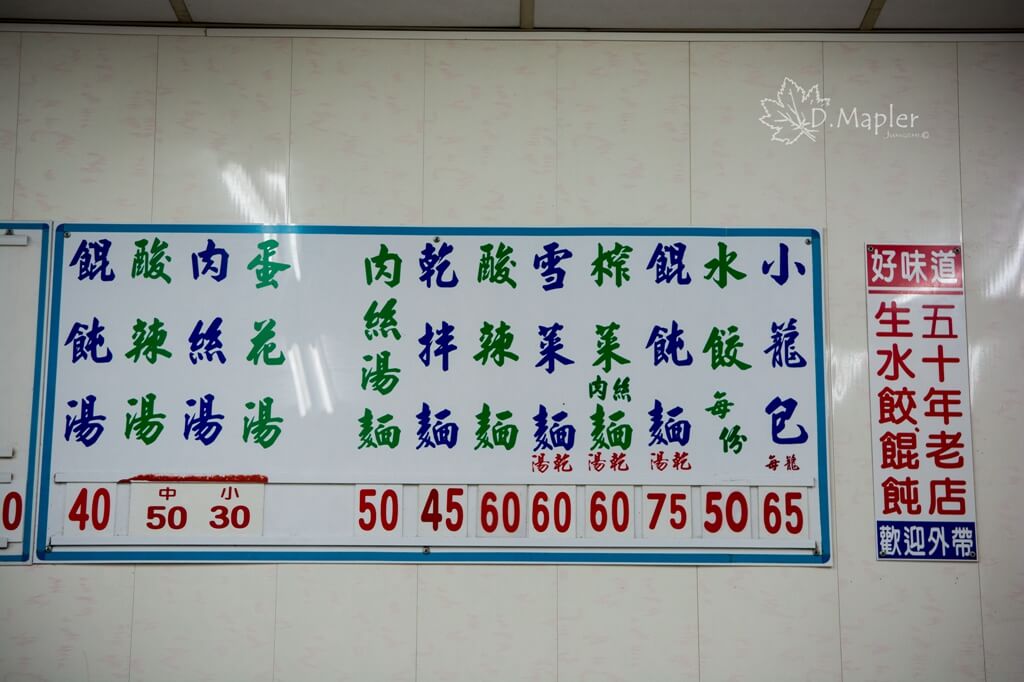 小龍包 每籠 65
水餃 每份 50
餛飩麵 湯乾 75
榨菜肉絲麵 湯乾 60
雪菜麵 湯乾 60
酸辣麵 60
乾拌麵 45
肉絲湯麵 50
蛋花湯
肉絲湯
酸辣湯
中 小
50 30
餛飩湯 40
0
好味道
五十年老店
生水餃、餛飩
歡迎外帶
D.Mapler